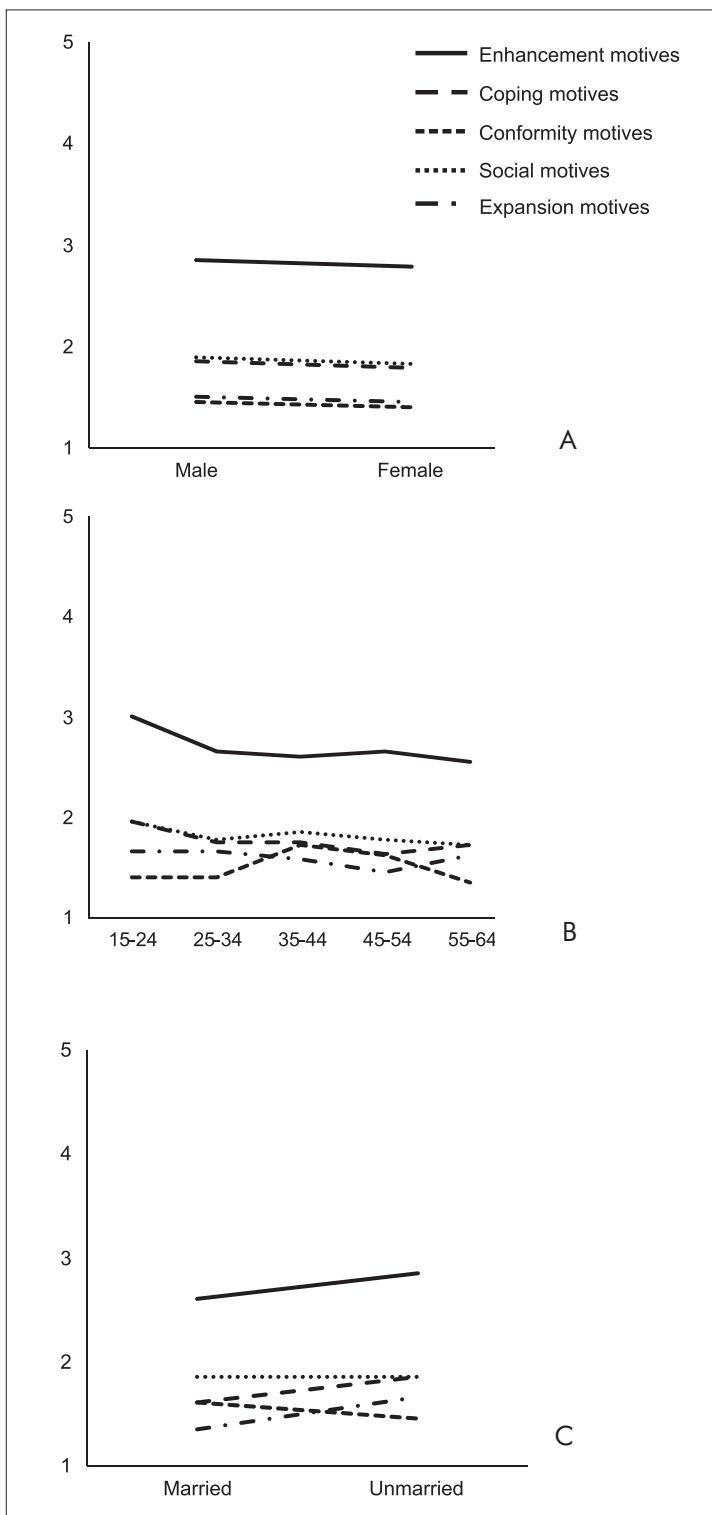 5
4
3
2
1
Enhancement motives
Coping motives
Conformity motives
Social motives
Expansion motives
Male Female
A
5
4
3
2
1
15-24 25-34 35-44 45-54 55-64
B
5
4
3
2
1
Married Unmarried
C